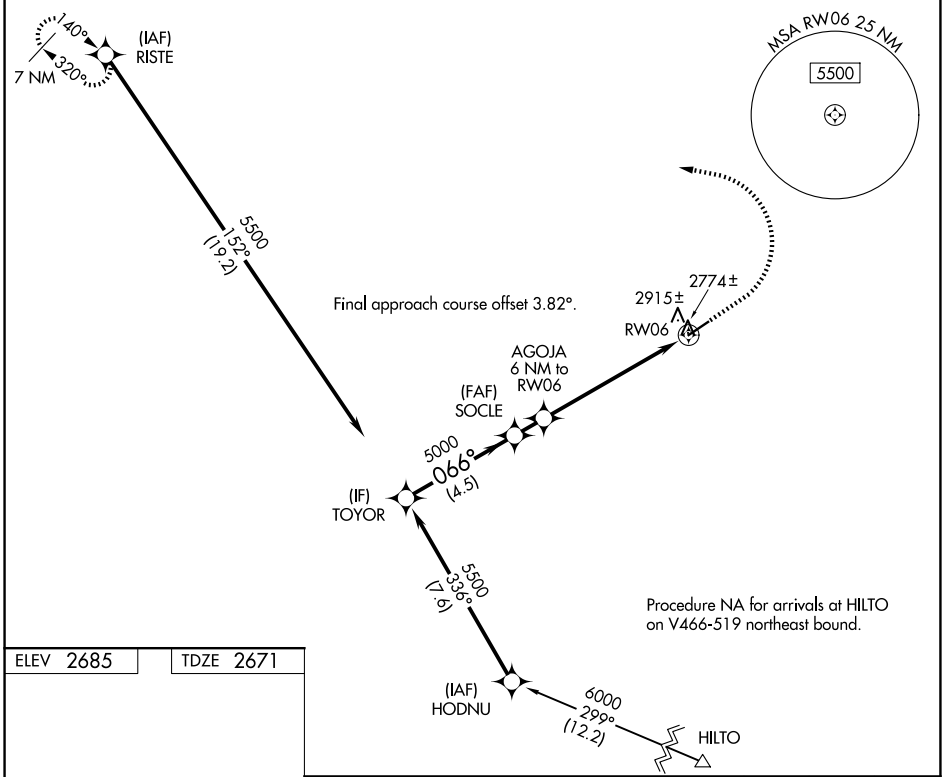 140°
320°
7 NM
(IAF)
RISTE
MSA RW06 25 NM
5500
5500
152°
(19.2)
Final approach course offset 3.82°.
2774±
2915±
RW06
AGOJA
6 NM to
RW06
(FAF)
SOCLE
5000
066°
(4.5)
(IF)
TOYOR
5500
336°
(7.6)
Procedure NA for arrivals at HILTO
on V466-519 northeast bound.
ELEV 2685
TDZE 2671
(IAF)
HODNU
6000
299°
(12.2)
HILTO